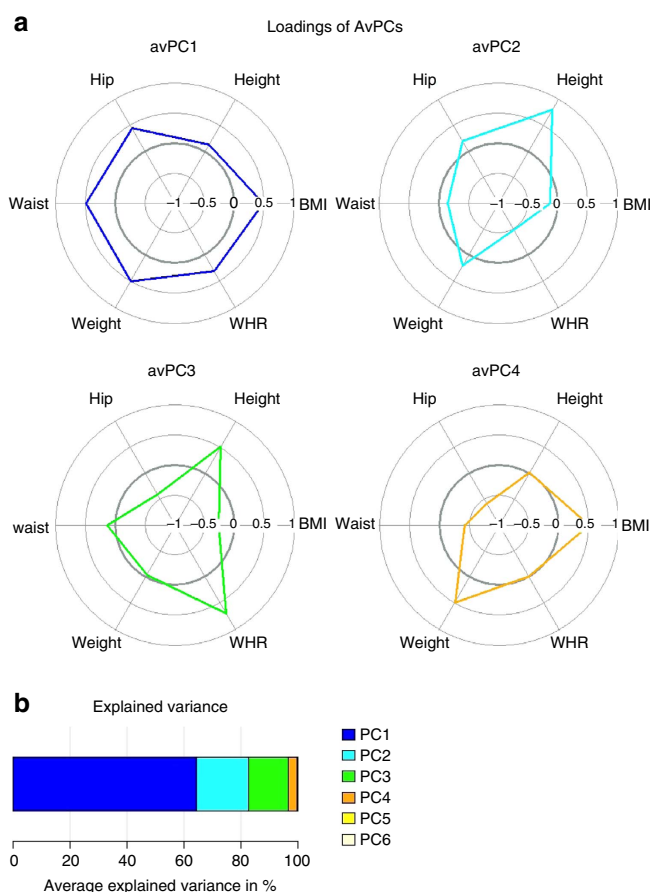 a
Loadings of AvPCs
avPC1
avPC2
Hip
Height
Hip
Height
Waist
−1
−0.5
0
0.5
1
BMI
Waist
−1
−0.5
0
0.5
1
BMI
Weight
WHR
Weight
WHR
avPC3
avPC4
Hip
Height
Hip
Height
waist
−1
−0.5
0
0.5
1
BMI
Waist
−1
−0.5
0
0.5
1
BMI
Weight
WHR
Weight
WHR
b
Explained variance
PC1
PC2
PC3
PC4
PC5
PC6
0 20 40 60 80 100
Average explained variance in %